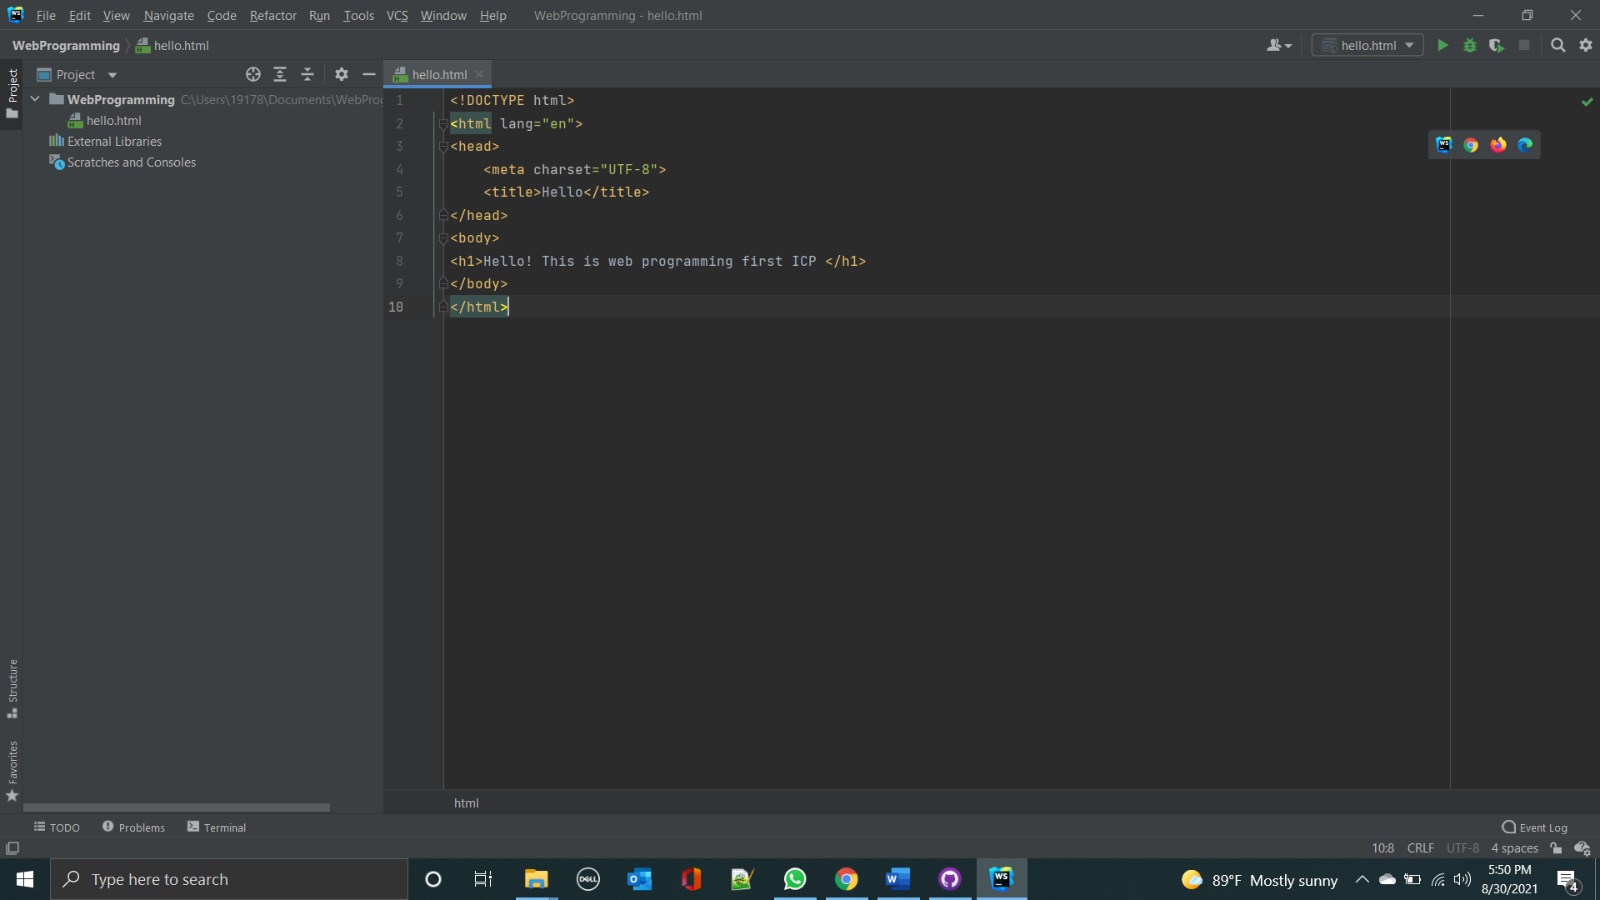 File Edit View Navigate Code Refactor Run Tools VCS Window Help WebProgramming - hello.html
WebProgramming hello.html hello.html
Project
Project
hello.html
WebProgramming C:\Users\19178\Documents\WebProg
hello.html
External Libraries
Scratches and Consoles
1 <!DOCTYPE html>
2 <html lang="en">
3 <head>
4 <meta charset="UTF-8">
5 <title>Hello</title>
6 </head>
7 <body>
8 <h1>Hello! This is web programming first ICP </h1>
9 </body>
10 </html>
Structure
Favorites
html
TODO Problems Terminal Event Log
10:8 CRLF UTF-8 4 spaces
Type here to search
DELL
WS
89°F Mostly sunny
5:50 PM
8/30/2021
4